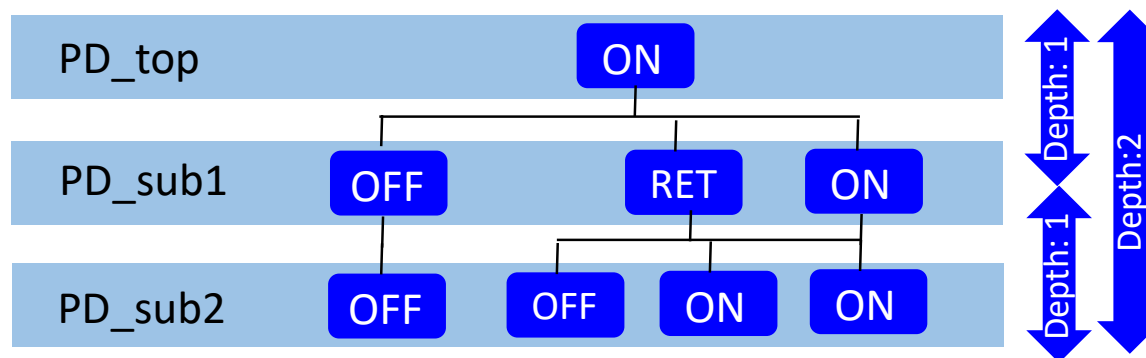 PD_top
ON
Depth: 1
Depth:2
PD_sub1
OFF
RET
ON
Depth: 1
PD_sub2
OFF
OFF
ON
ON